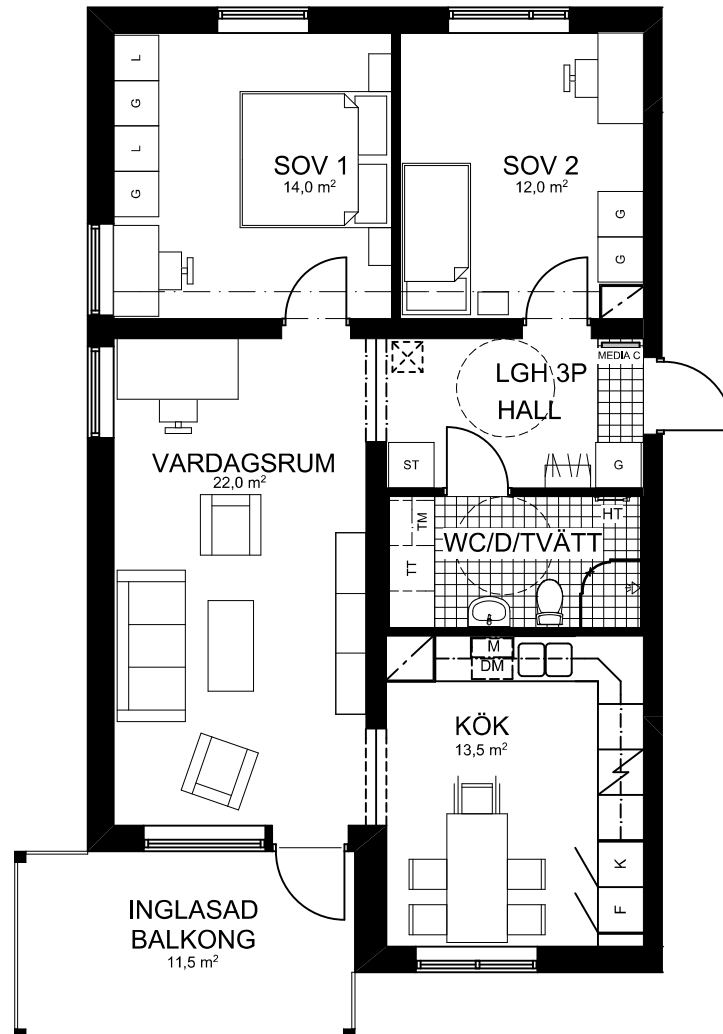 L
G
L
G
SOV 1
14,0 m²
SOV 2
12,0 m²
G
G
MEDIA C
LGH 3P
HALL
ST
G
VARDAGSRUM
22,0 m²
TM
TT
HT
WC/D/TVÄTT
M
DM
KÖK
13,5 m²
K
F
INGLASAD
BALKONG
11,5 m²